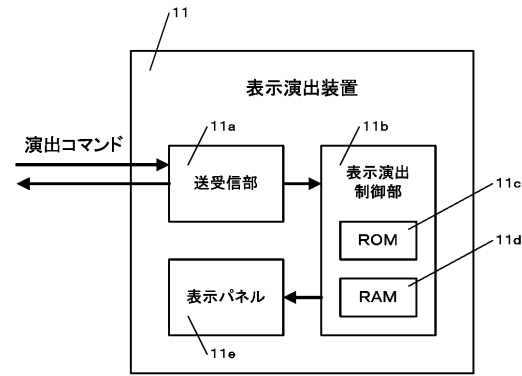 11
表示演出装置
演出コマンド
11a
送受信部
11b
表示演出
制御部
11c
ROM
11d
RAM
表示パネル
11e